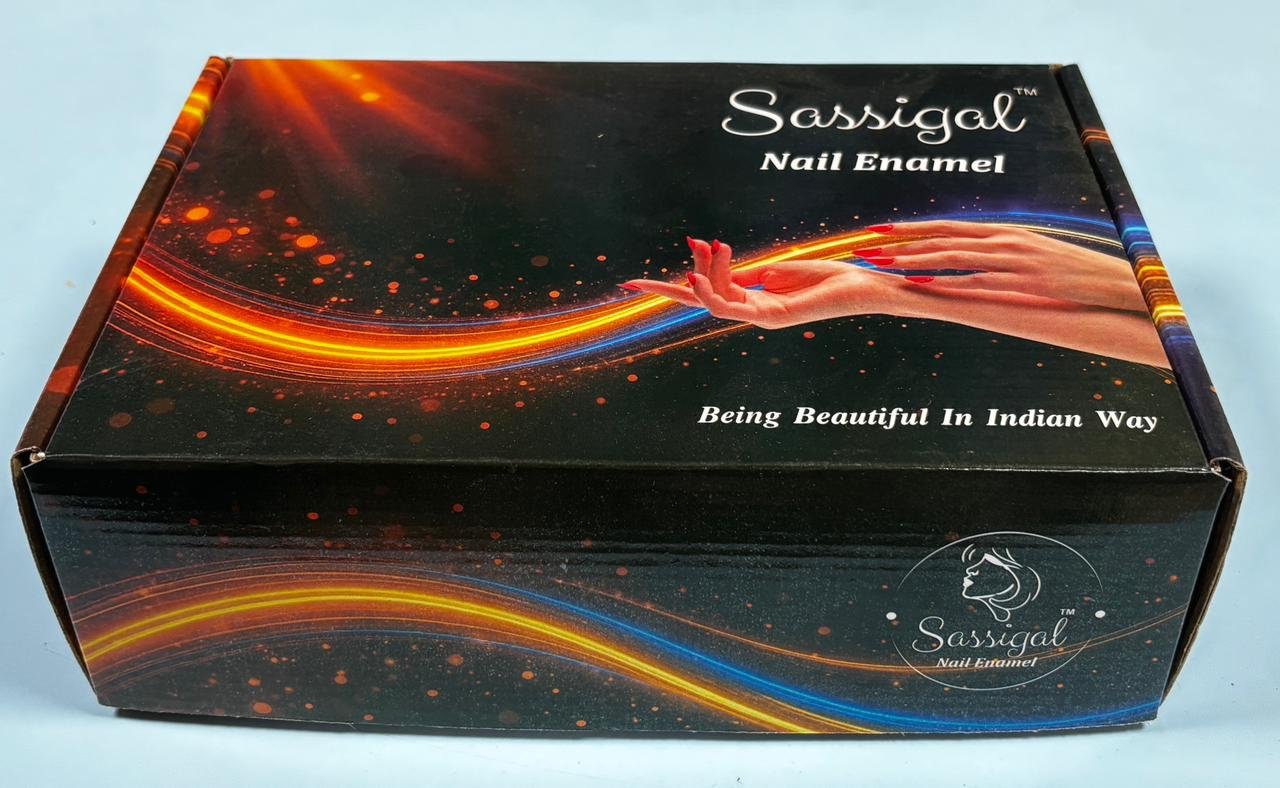 Sassigal™
Nail Enamel
Being Beautiful In Indian Way
Sassigal™
Nail Enamel